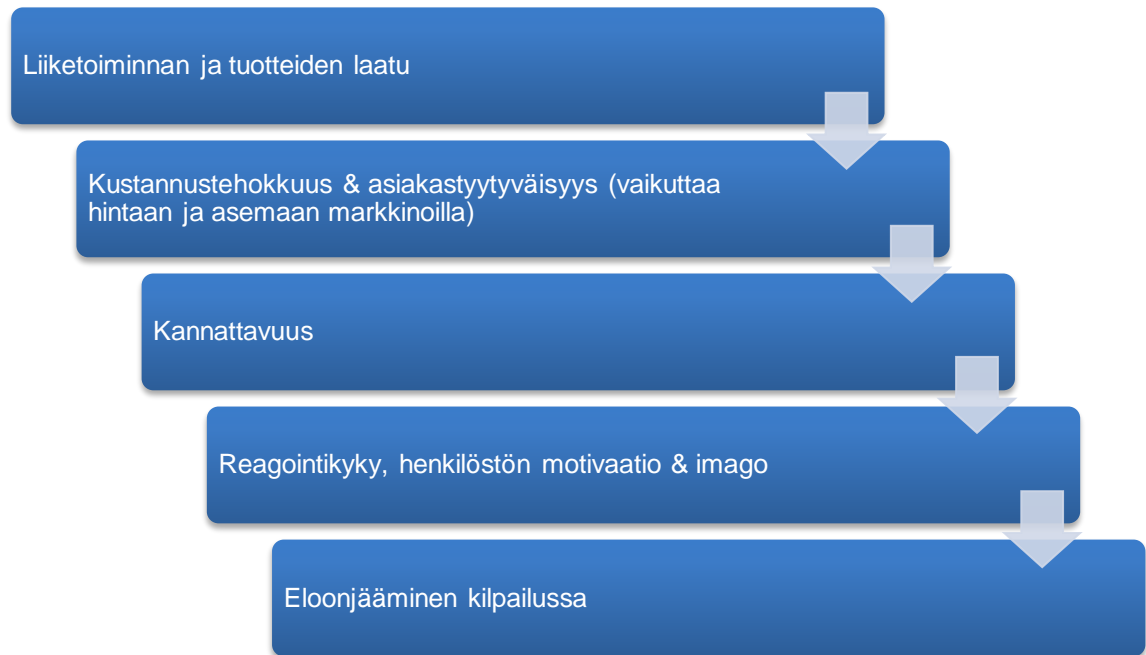 Liiketoiminnan ja tuotteiden laatu
Kustannustehokkuus & asiakastyytyväisyys (vaikuttaa
hintaan ja asemaan markkinoilla)
Kannattavuus
Reagointikyky, henkilöstön motivaatio & imago
Eloonjääminen kilpailussa